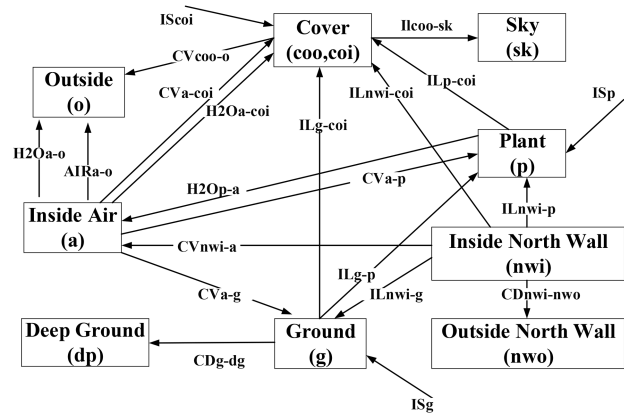 IScoi
Cover
(coo,coi)
Ilcoo-sk
Sky
(sk)
CVcoo-o
Outside
(o)
CVa-coi
H2Oa-coi
ILg-coi
ILnwi-coi
ILp-coi
ISp
H2Oa-o
AIRa-o
H2Op-a
CVa-p
Plant
(p)
Inside Air
(a)
ILnwi-p
CVnwi-a
Inside North Wall
(nwi)
ILg-p
CVa-g
ILnwi-g
CDnwi-nwo
Deep Ground
(dp)
CDg-dg
Ground
(g)
Outside North Wall
(nwo)
ISg